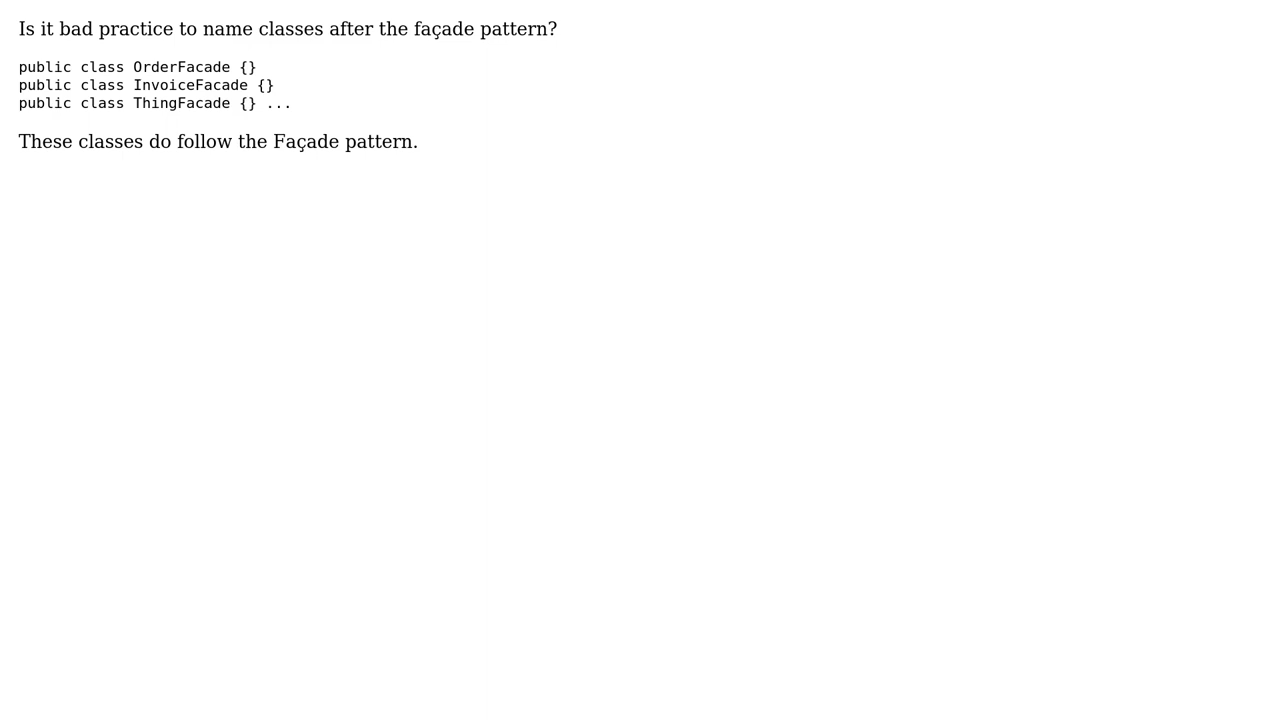 Is it bad practice to name classes after the façade pattern?
public class OrderFacade {}
public class InvoiceFacade {}
public class ThingFacade {} ...
These classes do follow the Façade pattern.